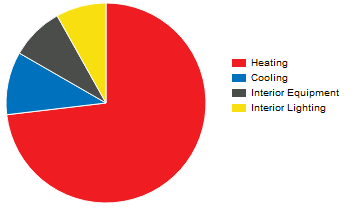 Heating
Cooling
Interior Equipment
Interior Lighting